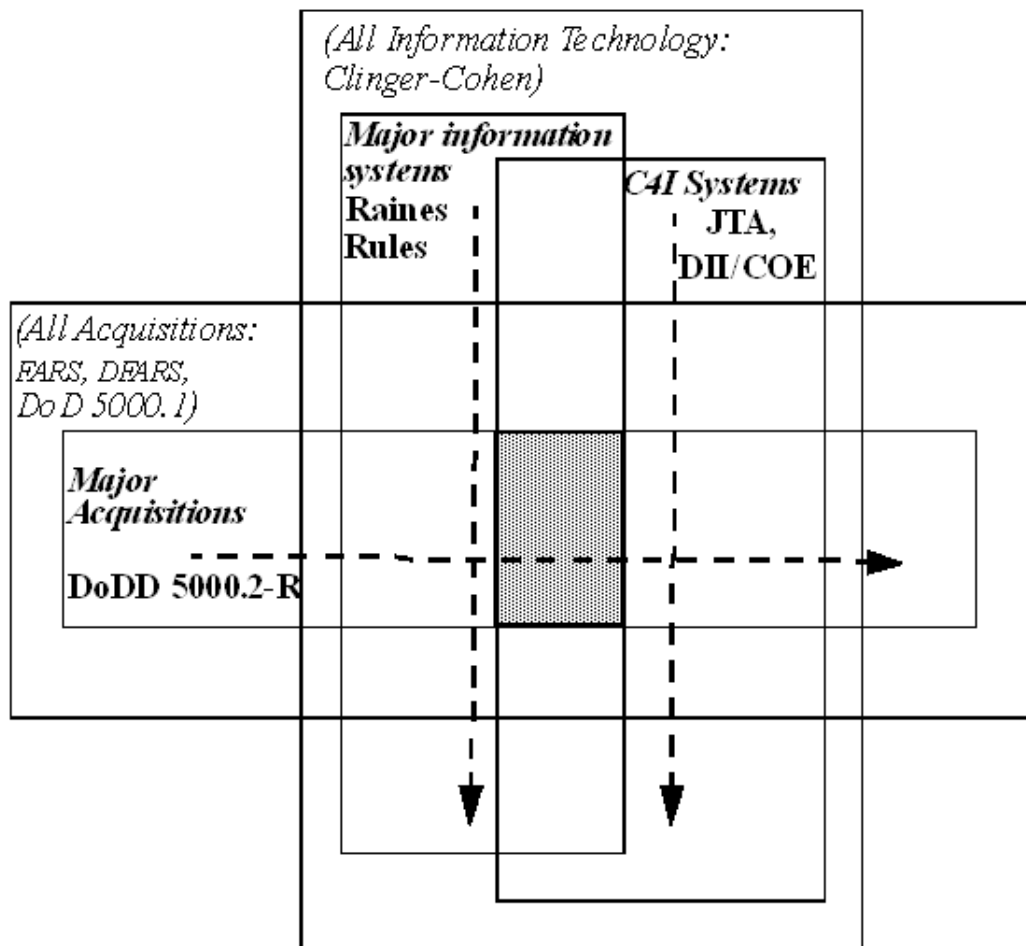 (All Information Technology:
Clinger-Cohen)
Major information
systems
Raines
Rules
C4I Systems
JTA,
DII/COE
(All Acquisitions:
FARS, DFARS,
DoD 5000.1)
Major
Acquisitions
DoDD 5000.2-R